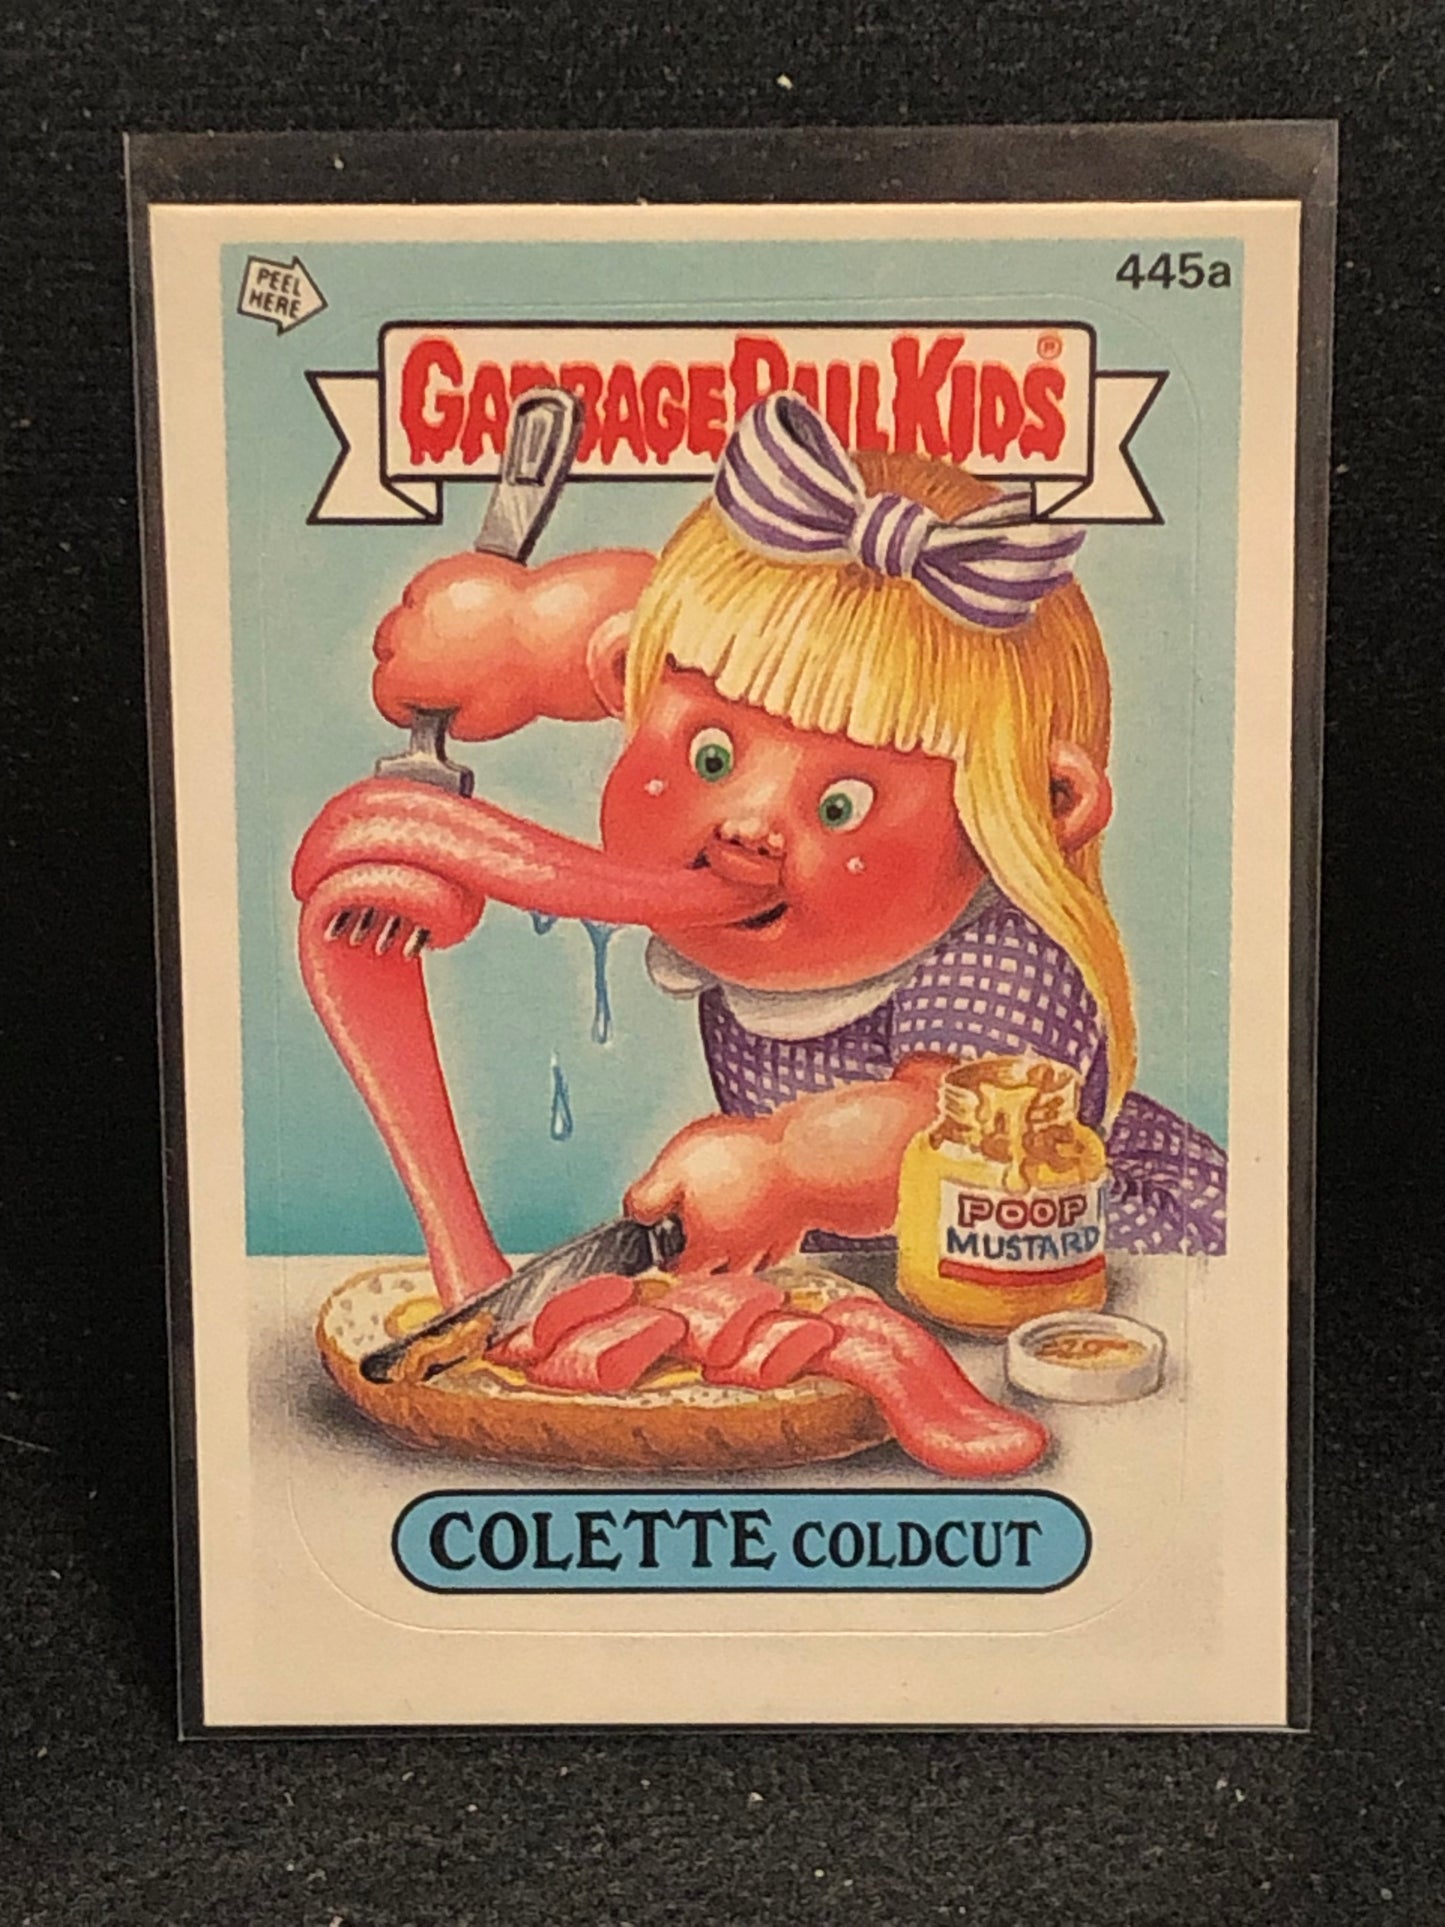 PEEL
HERE
445a
GARBAGE PAIL KIDS®
POOP
MUSTARD
COLETTE COLDCUT